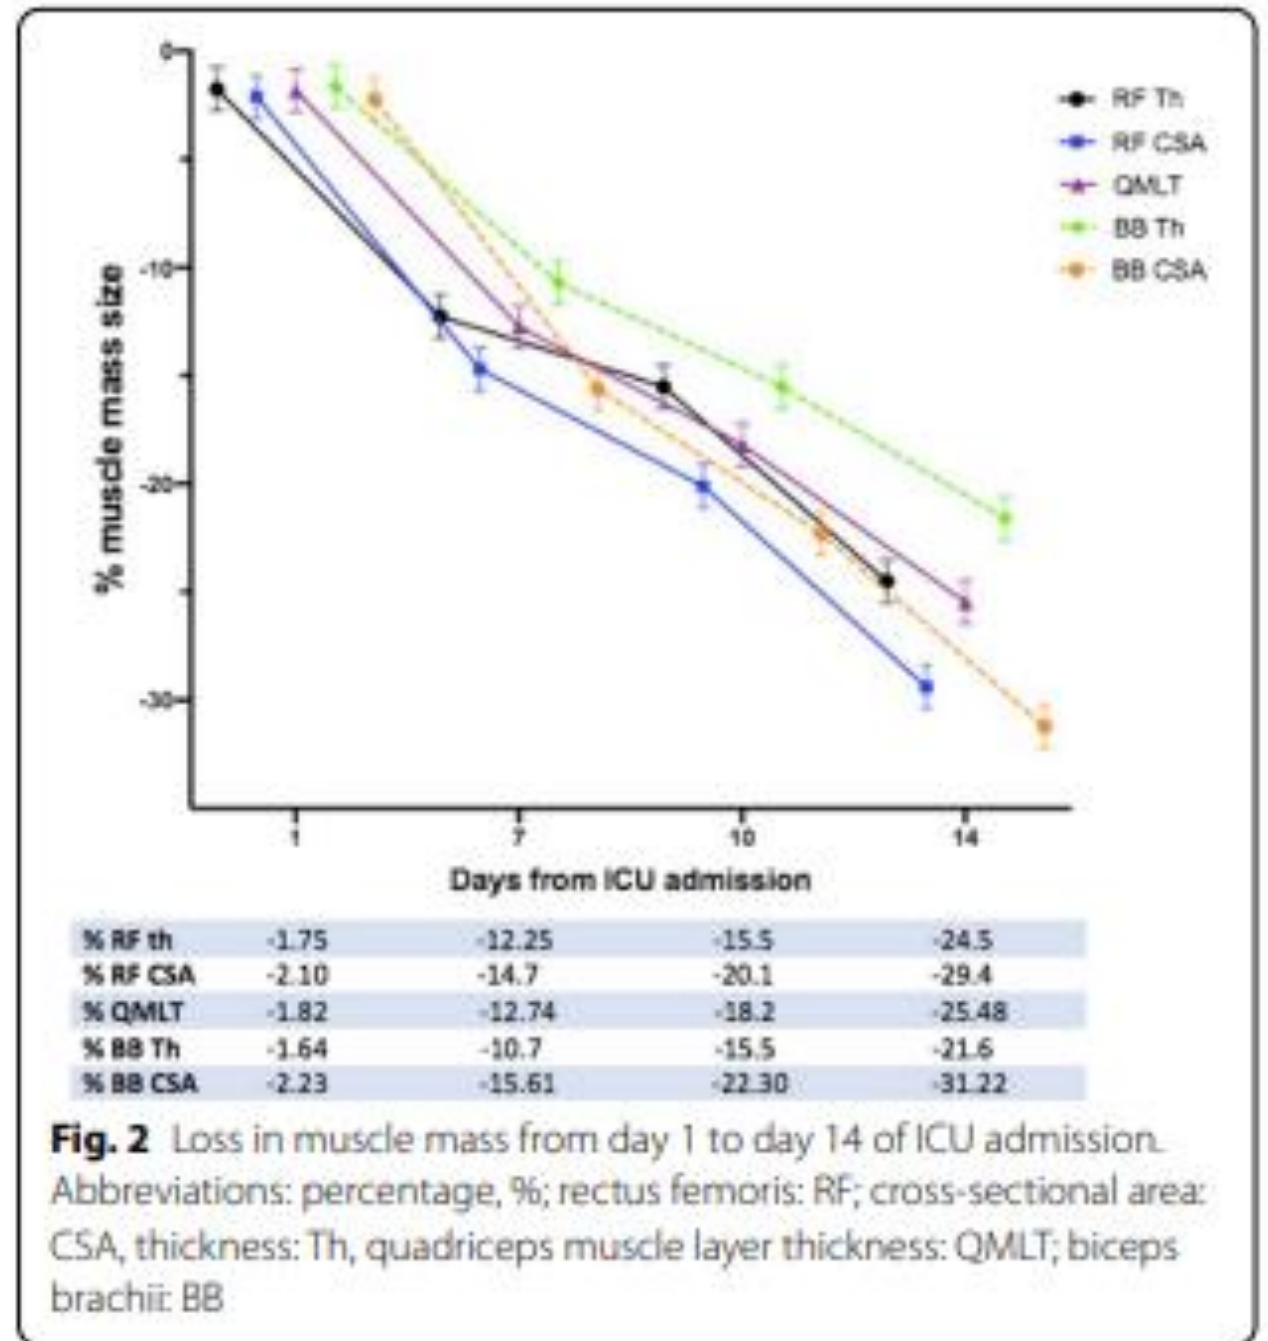 0
-10
-20
-30
% muscle mass size
RF Th
RF CSA
QMLT
BB Th
BB CSA
1 7 10 14
Days from ICU admission
% RF th -1.75 -12.25 -15.5 -24.5
% RF CSA -2.10 -14.7 -20.1 -29.4
% QMLT -1.82 -12.74 -18.2 -25.48
% BB Th -1.64 -10.7 -15.5 -21.6
% BB CSA -2.23 -15.61 -22.30 -31.22
Fig. 2 Loss in muscle mass from day 1 to day 14 of ICU admission.
Abbreviations: percentage, %; rectus femoris: RF; cross-sectional area:
CSA, thickness: Th, quadriceps muscle layer thickness: QMLT; biceps
brachii: BB